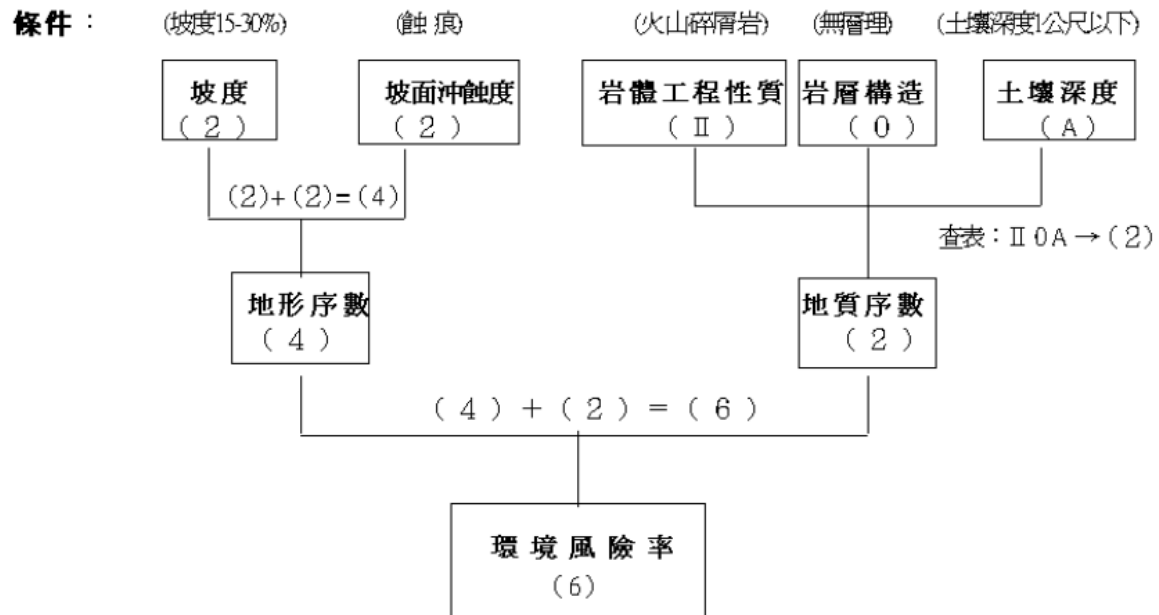 條件： (坡度15-30%) (蝕痕) (火山碎屑岩) (無層理) (土壤深度1公尺以下)
坡度 坡面沖蝕度 岩體工程性質 岩層構造 土壤深度
(2) (2) (Ⅱ) (0) (A)
(2)+(2)=(4)
查表：Ⅱ0A→(2)
地形序數 地質序數
(4) (2)
(4)+(2)=(6)
環境風險率
(6)